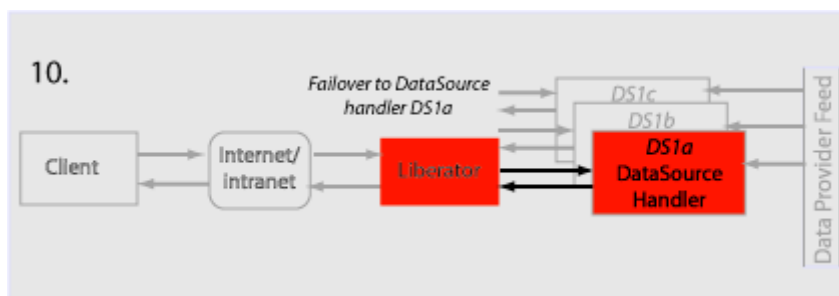 10.
Failover to DataSource
handler DS1a
DS1c
DS1b
DS1a
DataSource
Handler
Client
Internet/
intranet
Liberator
Data Provider Feed